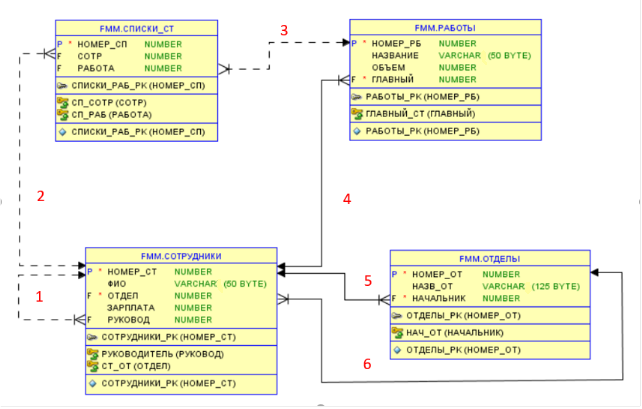 FMM.СПИСКИ_СТ
P * НОМЕР_СП NUMBER
F СОТР NUMBER
F РАБОТА NUMBER
СПИСКИ_РАБ_PK (НОМЕР_СП)
СП_СОТР (СОТР)
СП_РАБ (РАБОТА)
СПИСКИ_РАБ_PK (НОМЕР_СП)
3
FMM.РАБОТЫ
P * НОМЕР_РБ NUMBER
НАЗВАНИЕ VARCHAR (50 BYTE)
ОБЪЕМ NUMBER
F * ГЛАВНЫЙ NUMBER
РАБОТЫ_PK (НОМЕР_РБ)
ГЛАВНЫЙ_СТ (ГЛАВНЫЙ)
РАБОТЫ_PK (НОМЕР_РБ)
2
4
FMM.СОТРУДНИКИ
P * НОМЕР_СТ NUMBER
ФИО VARCHAR (50 BYTE)
F * ОТДЕЛ NUMBER
ЗАРПЛАТА NUMBER
F РУКОВОД NUMBER
СОТРУДНИКИ_PK (НОМЕР_СТ)
РУКОВОДИТЕЛЬ (РУКОВОД)
СТ_ОТ (ОТДЕЛ)
СОТРУДНИКИ_PK (НОМЕР_СТ)
1
5
FMM.ОТДЕЛЫ
P * НОМЕР_ОТ NUMBER
НАЗВ_ОТ VARCHAR (125 BYTE)
F * НАЧАЛЬНИК NUMBER
ОТДЕЛЫ_PK (НОМЕР_ОТ)
НАЧ_ОТ (НАЧАЛЬНИК)
ОТДЕЛЫ_PK (НОМЕР_ОТ)
6